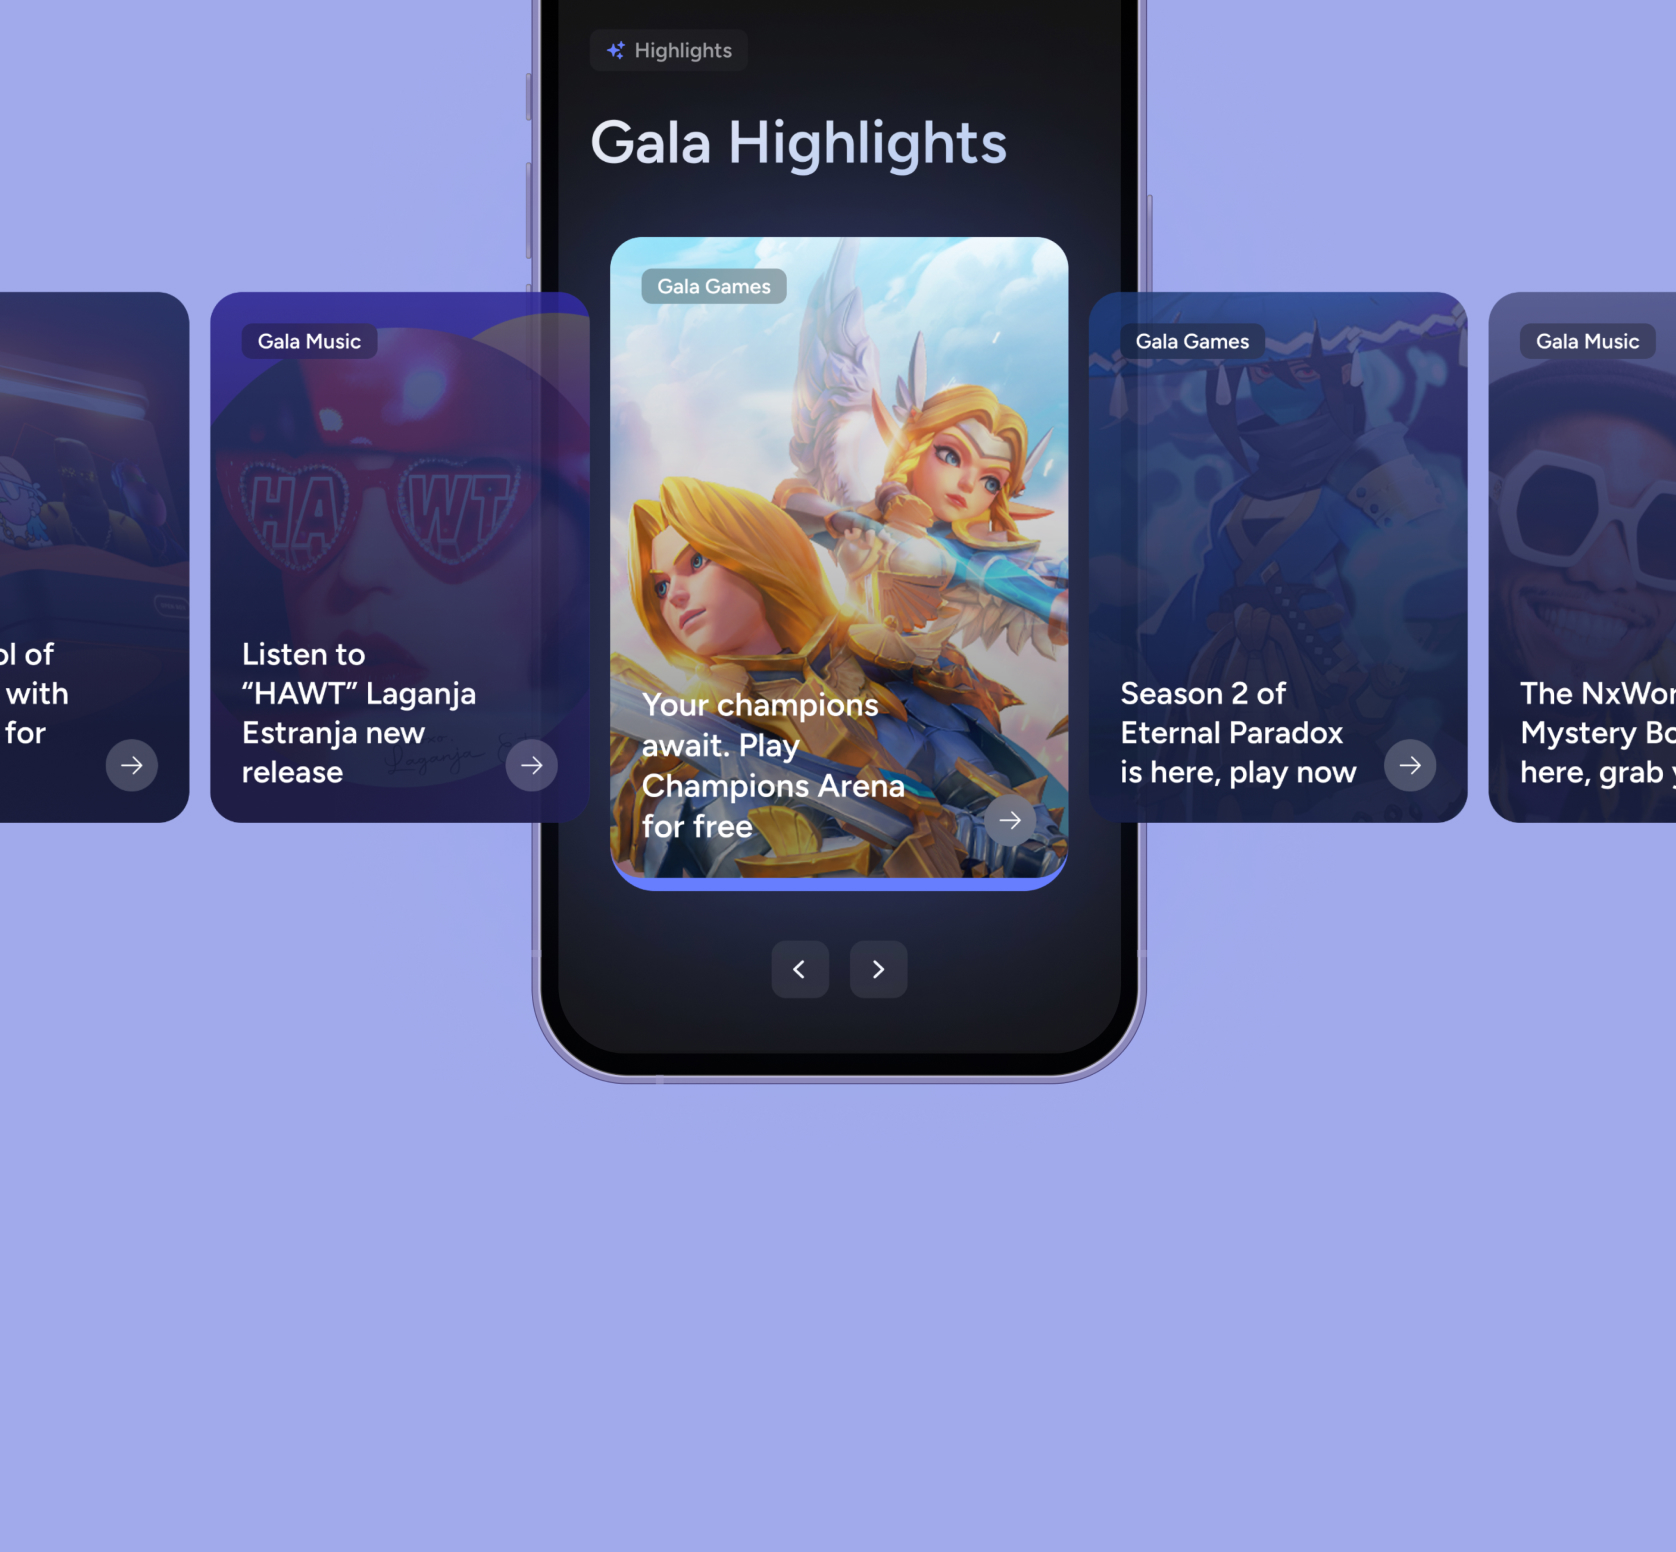 Highlights
Gala Highlights
ol of
with
for
Gala Music
HAWT
Listen to
“HAWT” Laganja
Estranja new
release
Laganja
Gala Games
Your champions
await. Play
Champions Arena
for free
Gala Games
Season 2 of
Eternal Paradox
is here, play now
Gala Music
The NxWor
Mystery Bo
here, grab y